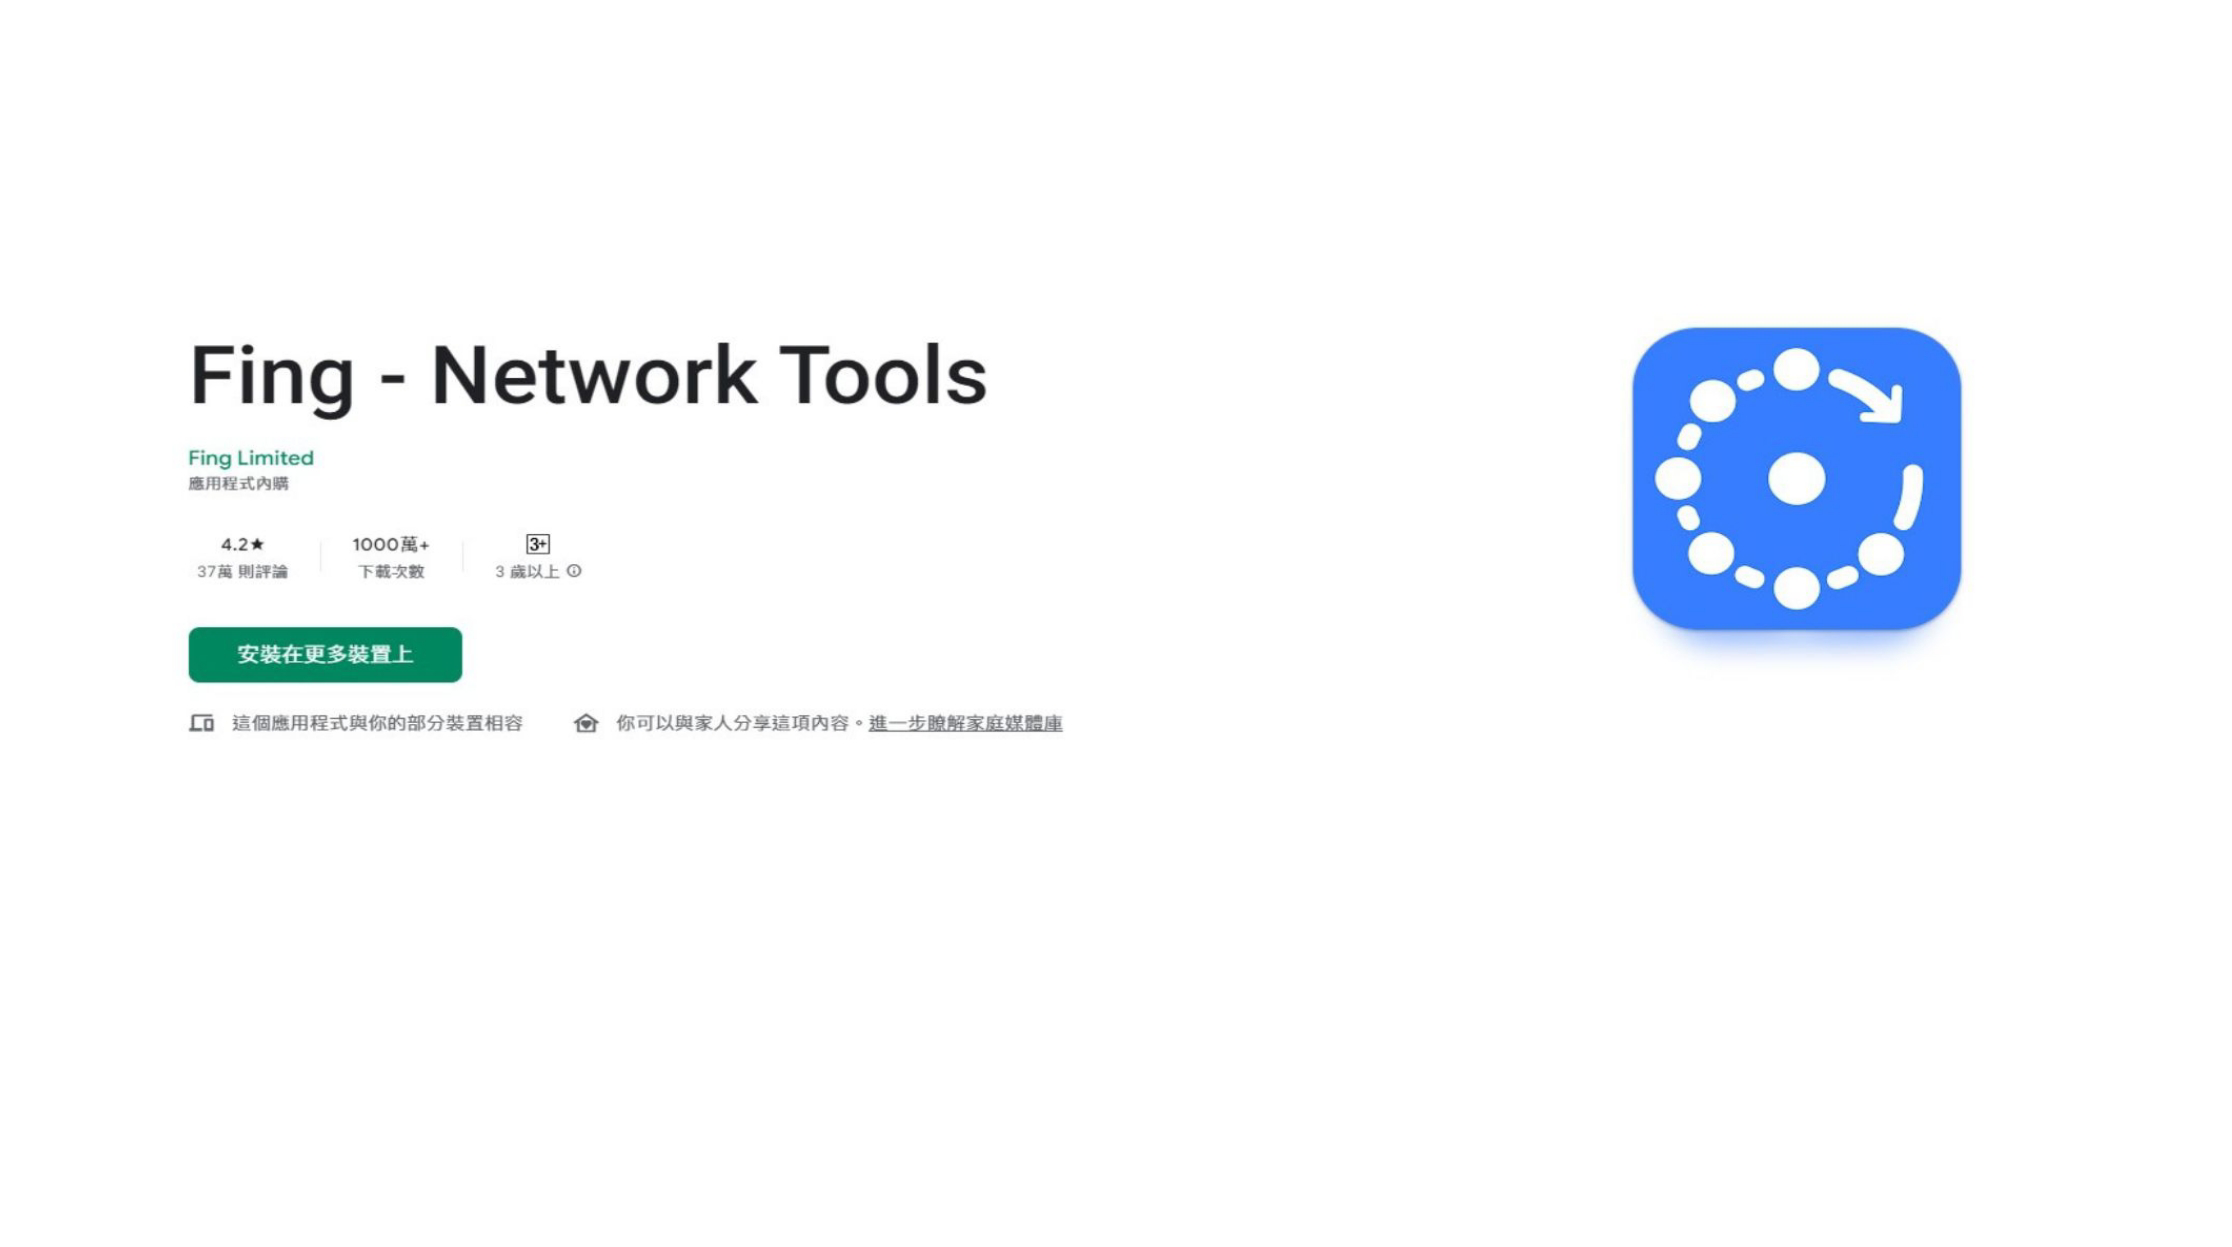 Fing - Network Tools
Fing Limited
應用程式內購
4.2★
37萬 則評論
1000萬+
下載次數
3+
3 歲以上
安裝在更多裝置上
這個應用程式與你的部分裝置相容
你可以與家人分享這項內容。進一步瞭解家庭媒體庫